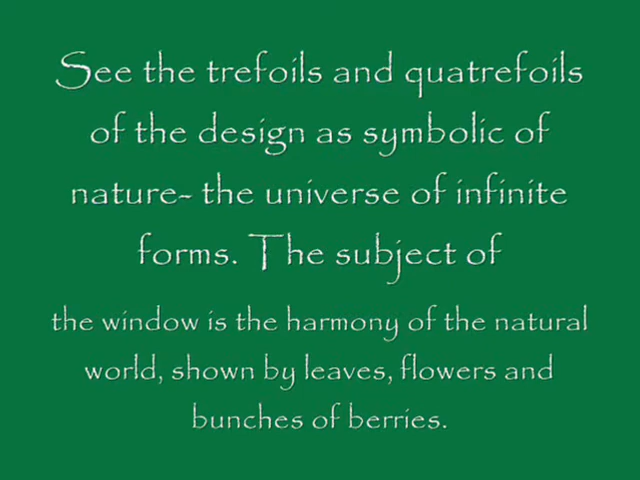 See the trefoils and quatrefoils
of the design as symbolic of
nature- the universe of infinite
forms. The subject of
the window is the harmony of the natural
world, shown by leaves, flowers and
bunches of berries.